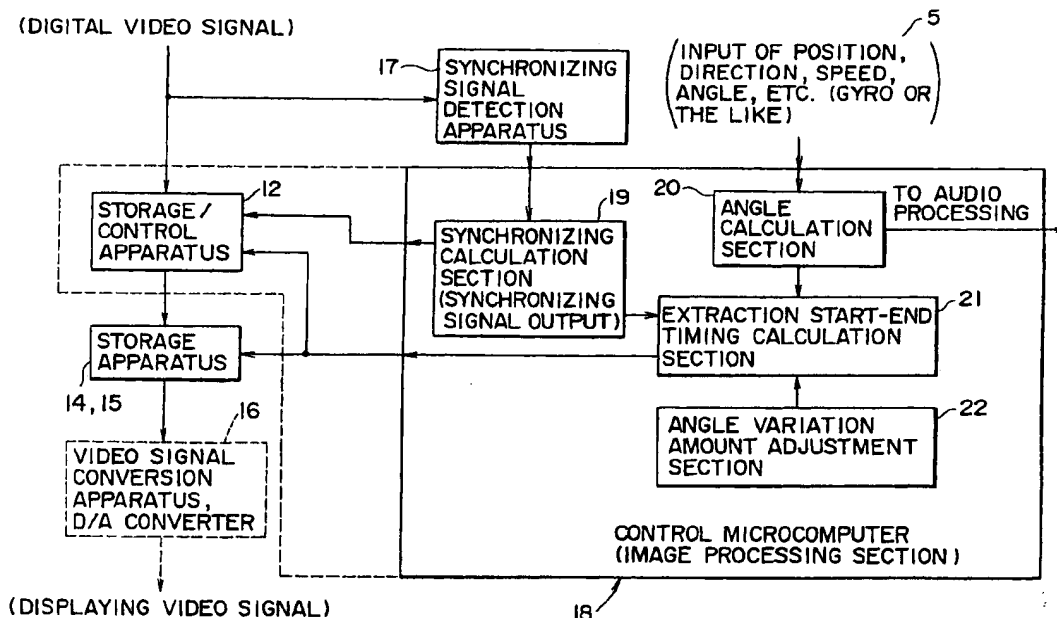 (DIGITAL VIDEO SIGNAL)
5
(INPUT OF POSITION,
DIRECTION, SPEED,
ANGLE, ETC. (GYRO OR
THE LIKE))
17
SYNCHRONIZING
SIGNAL
DETECTION
APPARATUS
12
STORAGE/
CONTROL
APPARATUS
19
SYNCHRONIZING
CALCULATION
SECTION
(SYNCHRONIZING
SIGNAL OUTPUT)
20
ANGLE
CALCULATION
SECTION
TO AUDIO
PROCESSING
21
EXTRACTION START-END
TIMING CALCULATION
SECTION
STORAGE
APPARATUS
14, 15
16
VIDEO SIGNAL
CONVERSION
APPARATUS,
D/A CONVERTER
22
ANGLE VARIATION
AMOUNT ADJUSTMENT
SECTION
CONTROL MICROCOMPUTER
(IMAGE PROCESSING SECTION)
18
(DISPLAYING VIDEO SIGNAL)